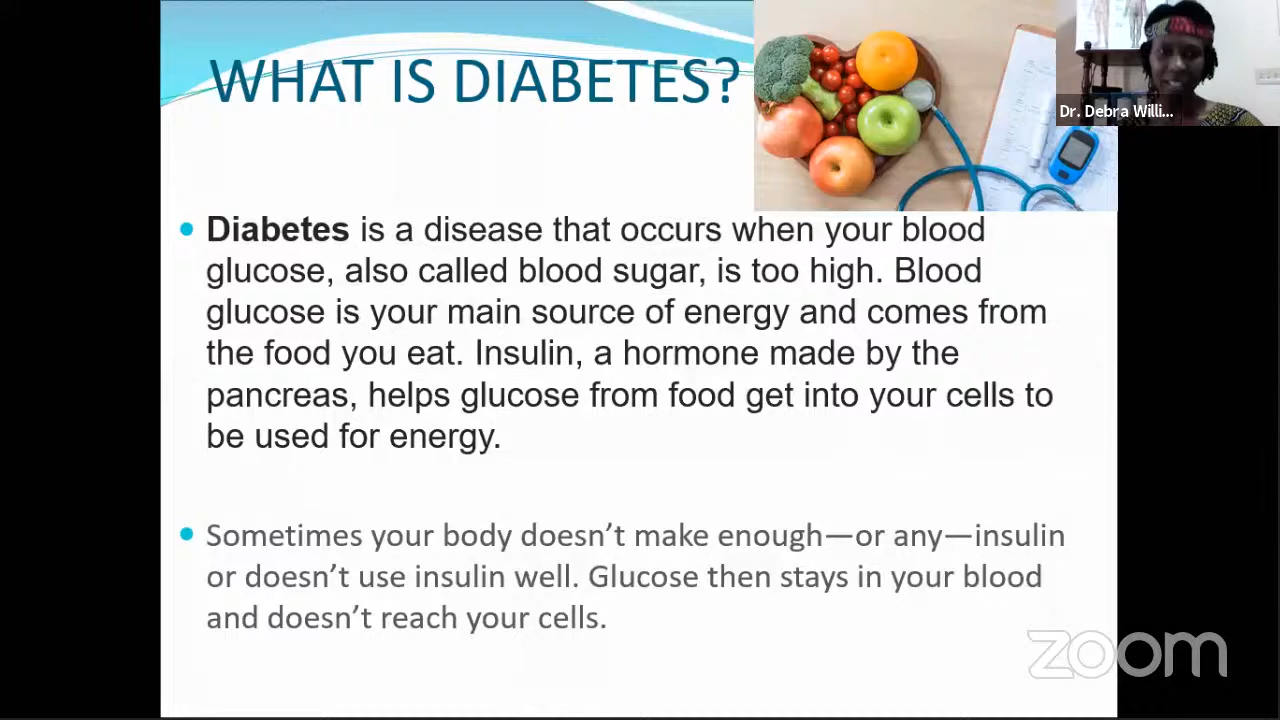 WHAT IS DIABETES?
Dr. Debra Willi...
Diabetes is a disease that occurs when your blood
glucose, also called blood sugar, is too high. Blood
glucose is your main source of energy and comes from
the food you eat. Insulin, a hormone made by the
pancreas, helps glucose from food get into your cells to
be used for energy.
Sometimes your body doesn’t make enough—or any—insulin
or doesn’t use insulin well. Glucose then stays in your blood
and doesn’t reach your cells.
zoom